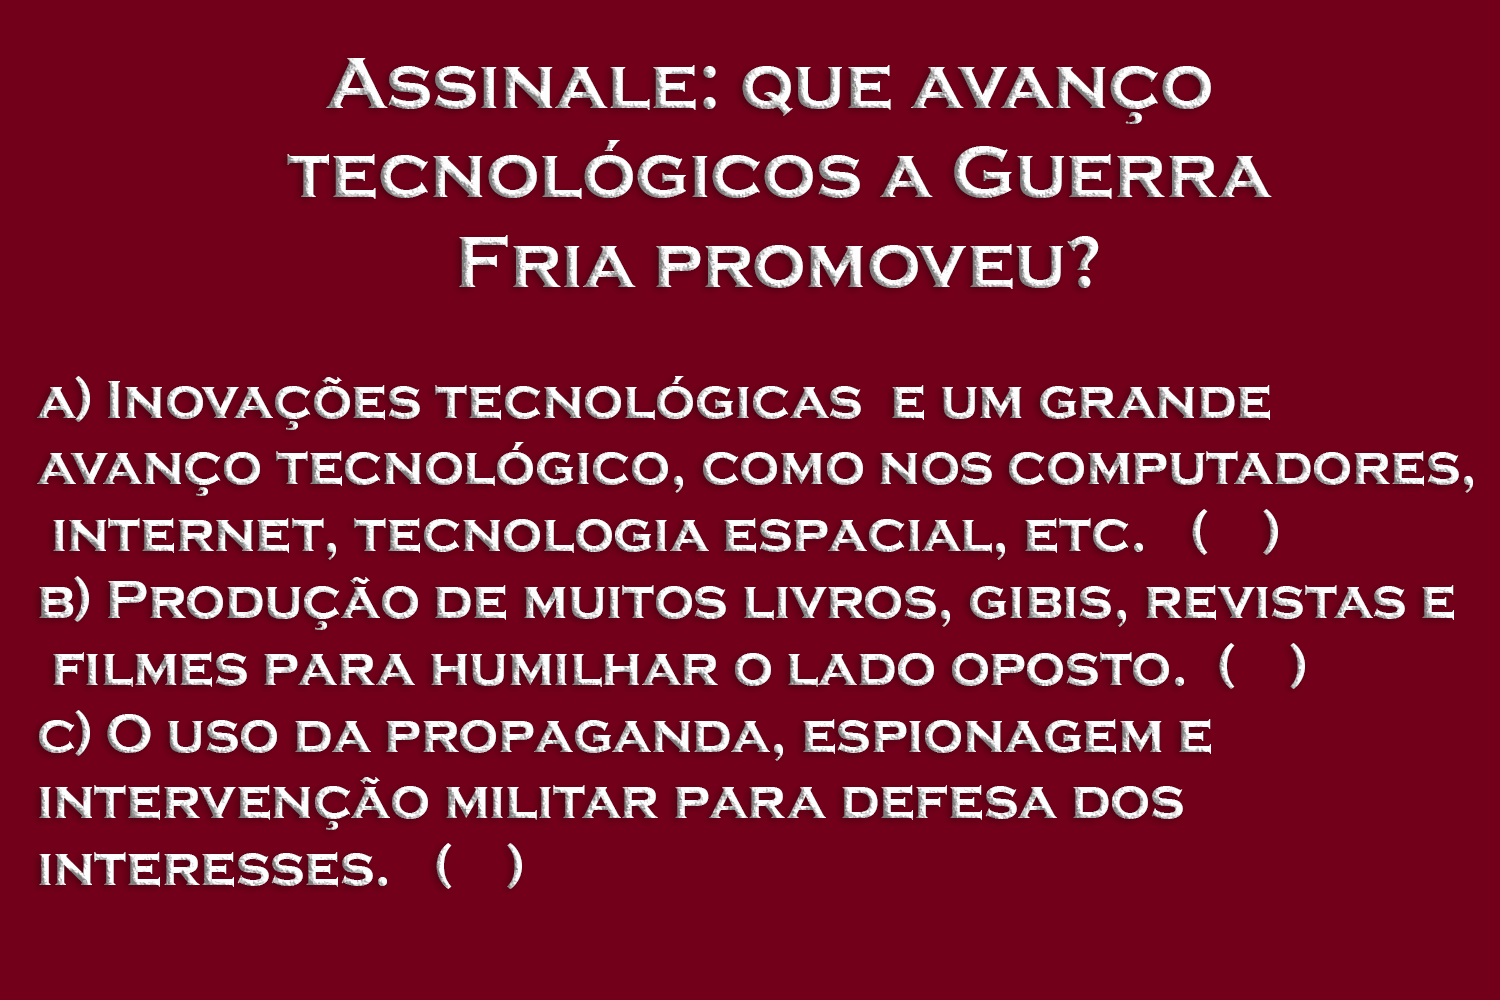 Assinale: que avanço
tecnológicos a Guerra
Fria promoveu?
a) Inovações tecnológicas e um grande
avanço tecnológico, como nos computadores,
internet, tecnologia espacial, etc. ( )
b) Produção de muitos livros, gibis, revistas e
filmes para humilhar o lado oposto. ( )
c) O uso da propaganda, espionagem e
intervenção militar para defesa dos
interesses. ( )